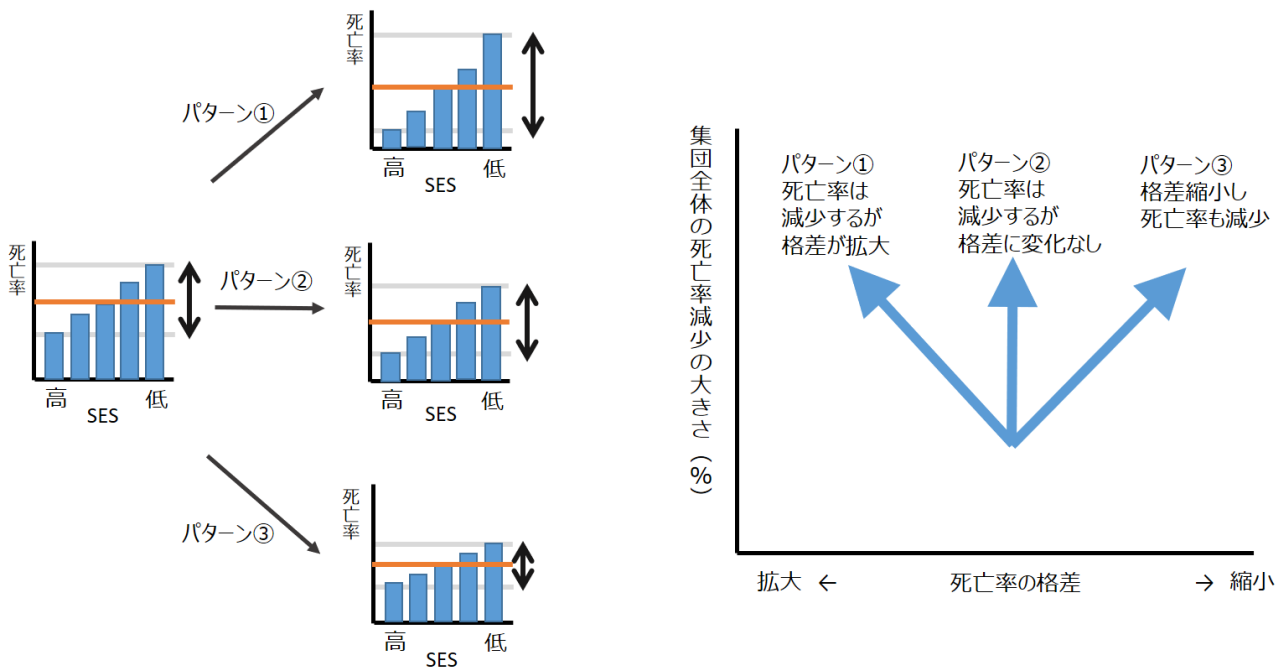 死亡率
高
低
SES
パターン①
パターン②
パターン③
死亡率
高
低
SES
死亡率
高
低
SES
死亡率
高
低
SES
集団全体の死亡率減少の大きさ（%）
パターン①
死亡率は
減少するが
格差が拡大
パターン②
死亡率は
減少するが
格差に変化なし
パターン③
格差縮小し
死亡率も減少
拡大 ← 死亡率の格差 → 縮小